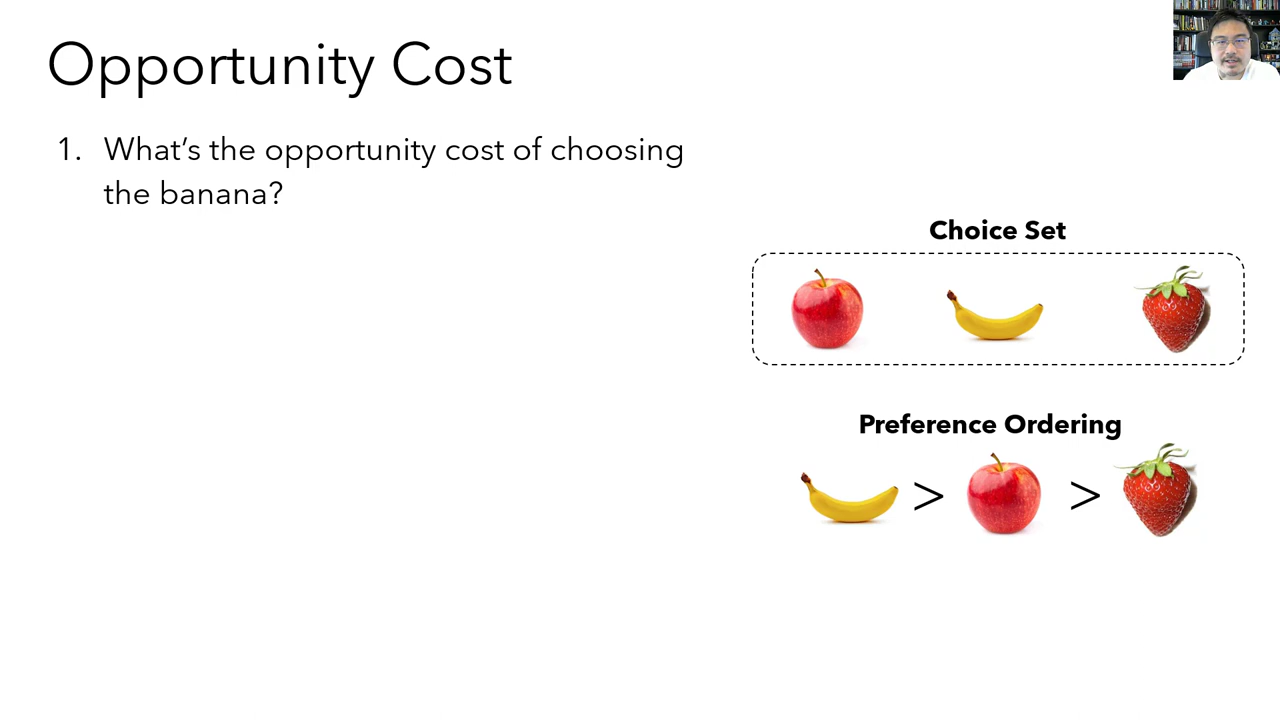 Opportunity Cost
1. What’s the opportunity cost of choosing
the banana?
Choice Set
Preference Ordering
> >